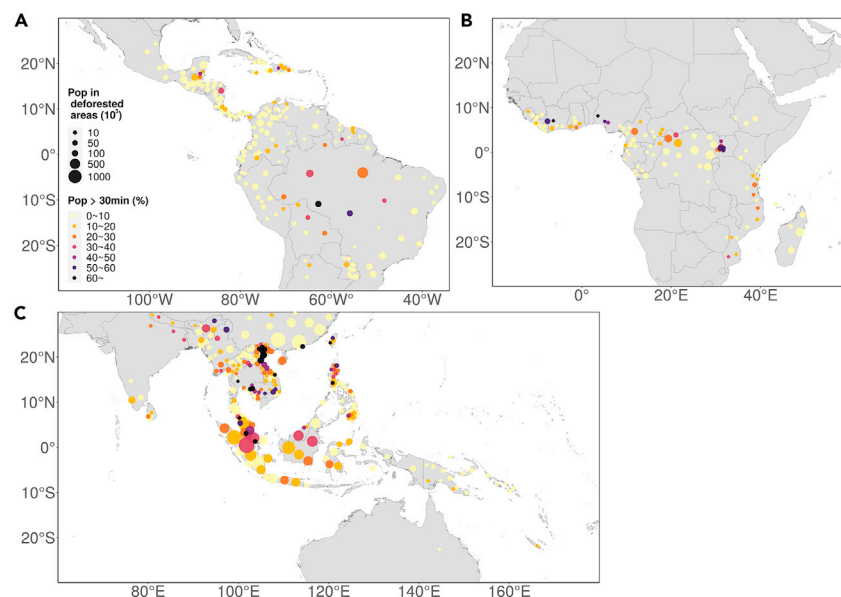 A
B
20°N
10°N
0°
10°S
20°S
Pop in
deforested
areas (10³)
10
50
100
500
1000
Pop > 30min (%)
0~10
10~20
20~30
30~40
40~50
50~60
60~
100°W
80°W
60°W
40°W
20°N
10°N
0°
10°S
20°S
0°
20°E
40°E
C
20°N
10°N
0°
10°S
20°S
80°E
100°E
120°E
140°E
160°E